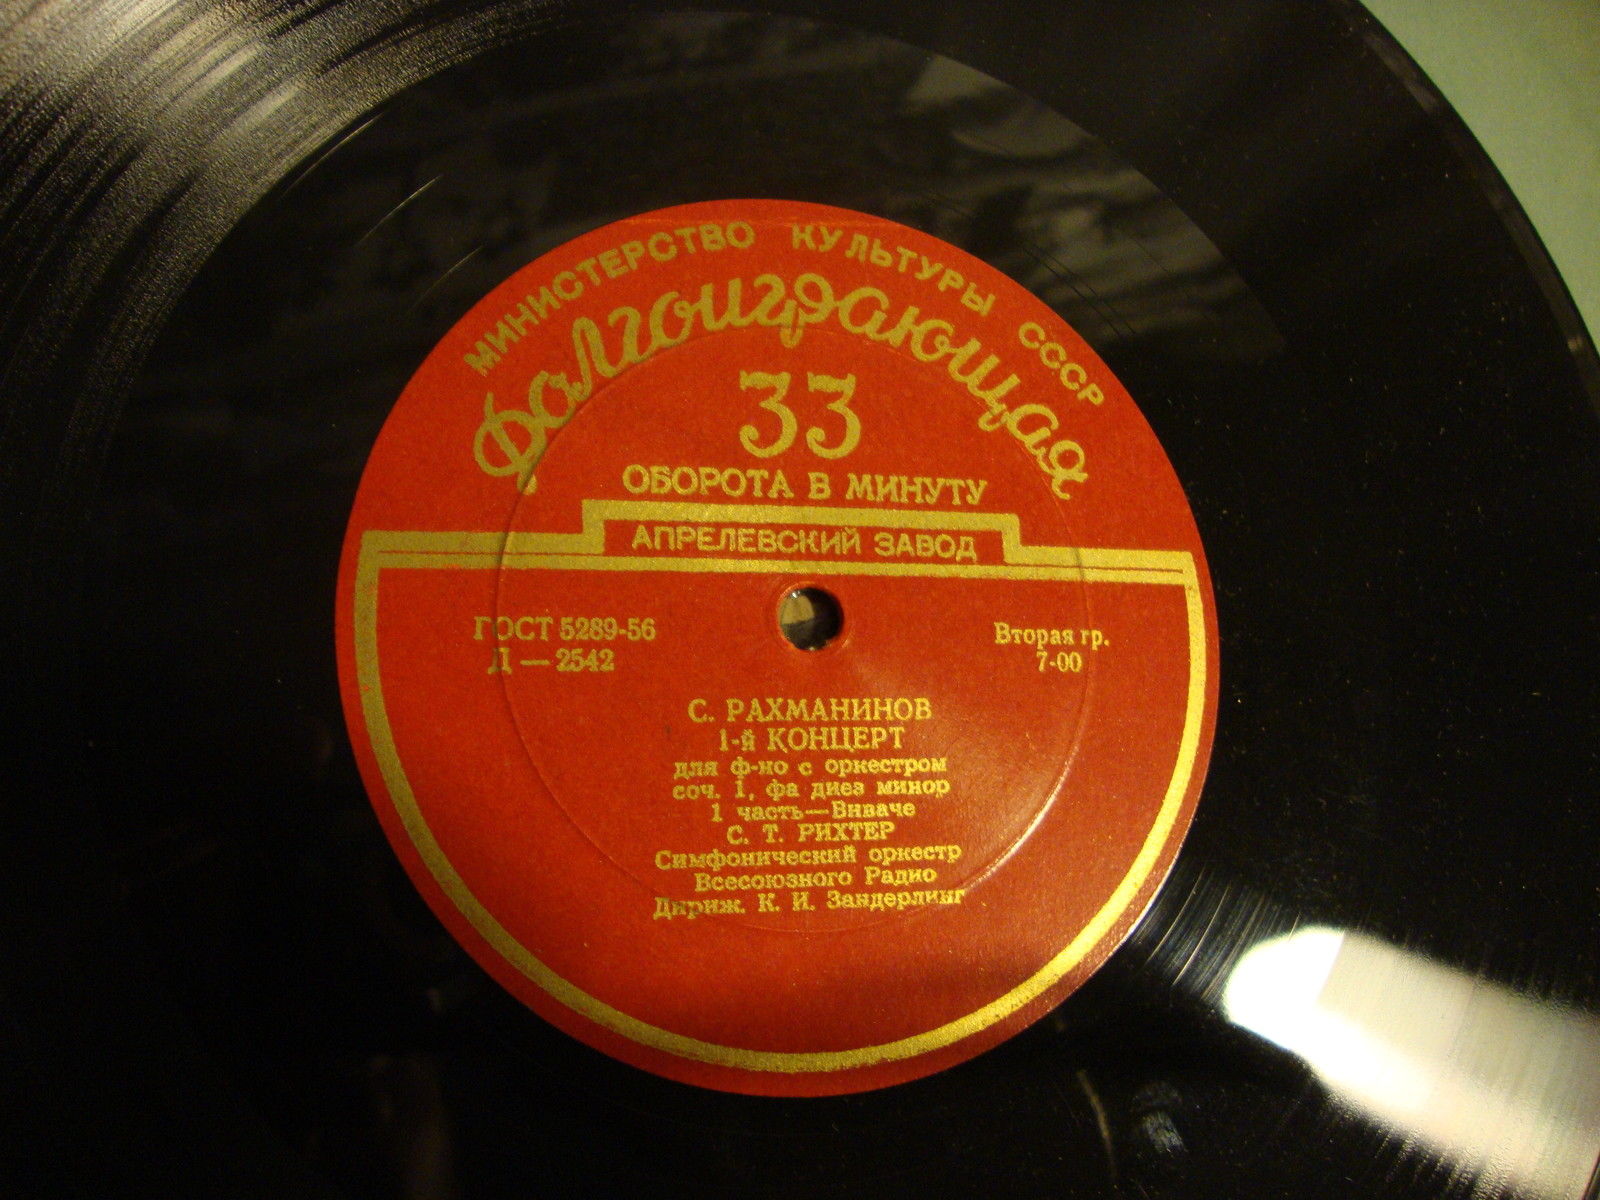 МИНИСТЕРСТВО КУЛЬТУРЫ СССР
Долгоиграющая
33
ОБОРОТА В МИНУТУ
АПРЕЛЕВСКИЙ ЗАВОД
ГОСТ 5289-56
Д — 2542
Вторая гр.
7-00
С. РАХМАНИНОВ
1-й КОНЦЕРТ
для ф-но с оркестром
соч. 1, фа диез минор
1 часть—Виваче
С. Т. РИХТЕР
Симфонический оркестр
Всесоюзного Радио
Дириж. К. И. Зандерлинг